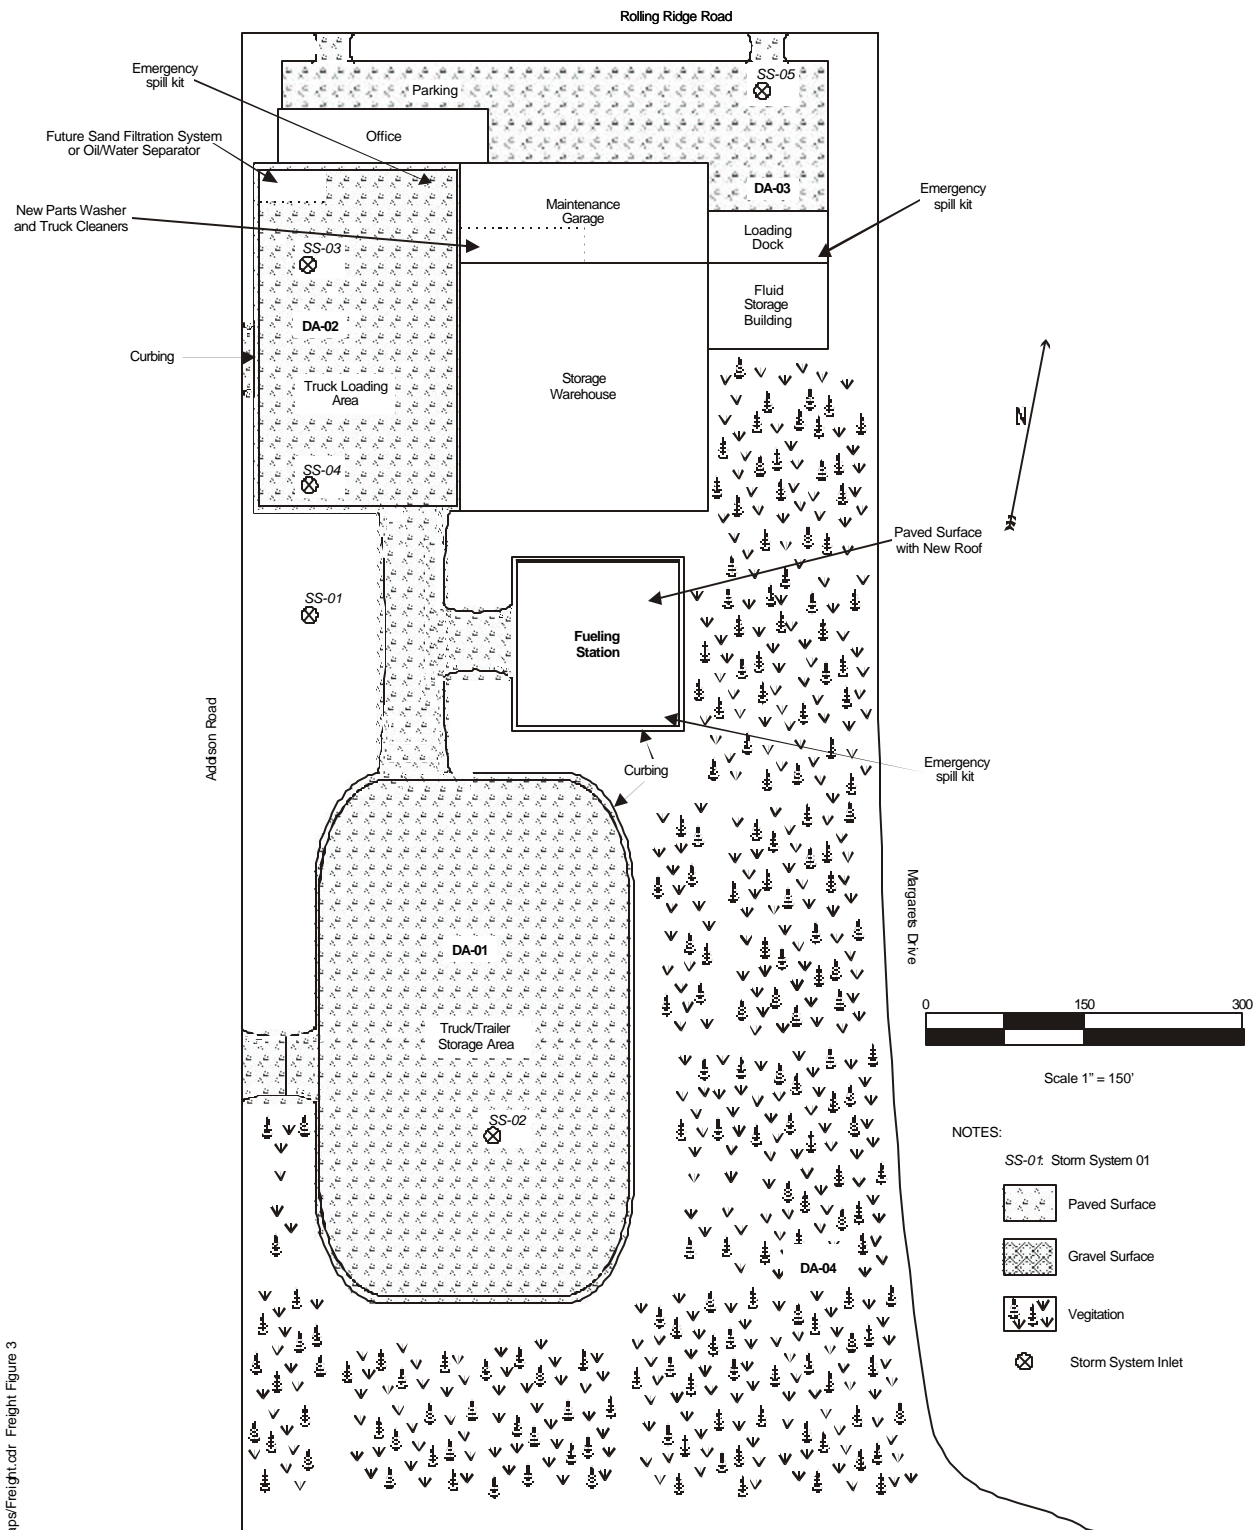 Rolling Ridge Road
Emergency
spill kit
SS-05
Parking
Future Sand Filtration System
or Oil/Water Separator
Office
DA-03
Emergency
spill kit
New Parts Washer
and Truck Cleaners
Maintenance
Garage
Loading
Dock
SS-03
Fluid
Storage
Building
DA-02
Curbing
Truck Loading
Area
Storage
Warehouse
N
SS-04
Paved Surface
with New Roof
SS-01
Fueling
Station
Addison Road
Emergency
spill kit
Curbing
Margarets Drive
DA-01
0 150 300
Truck/Trailer
Storage Area
Scale 1" = 150'
SS-02
NOTES:
SS-01: Storm System 01
Paved Surface
Gravel Surface
DA-04
Vegitation
Storm System Inlet
Freight.cdr Freight Figure 3